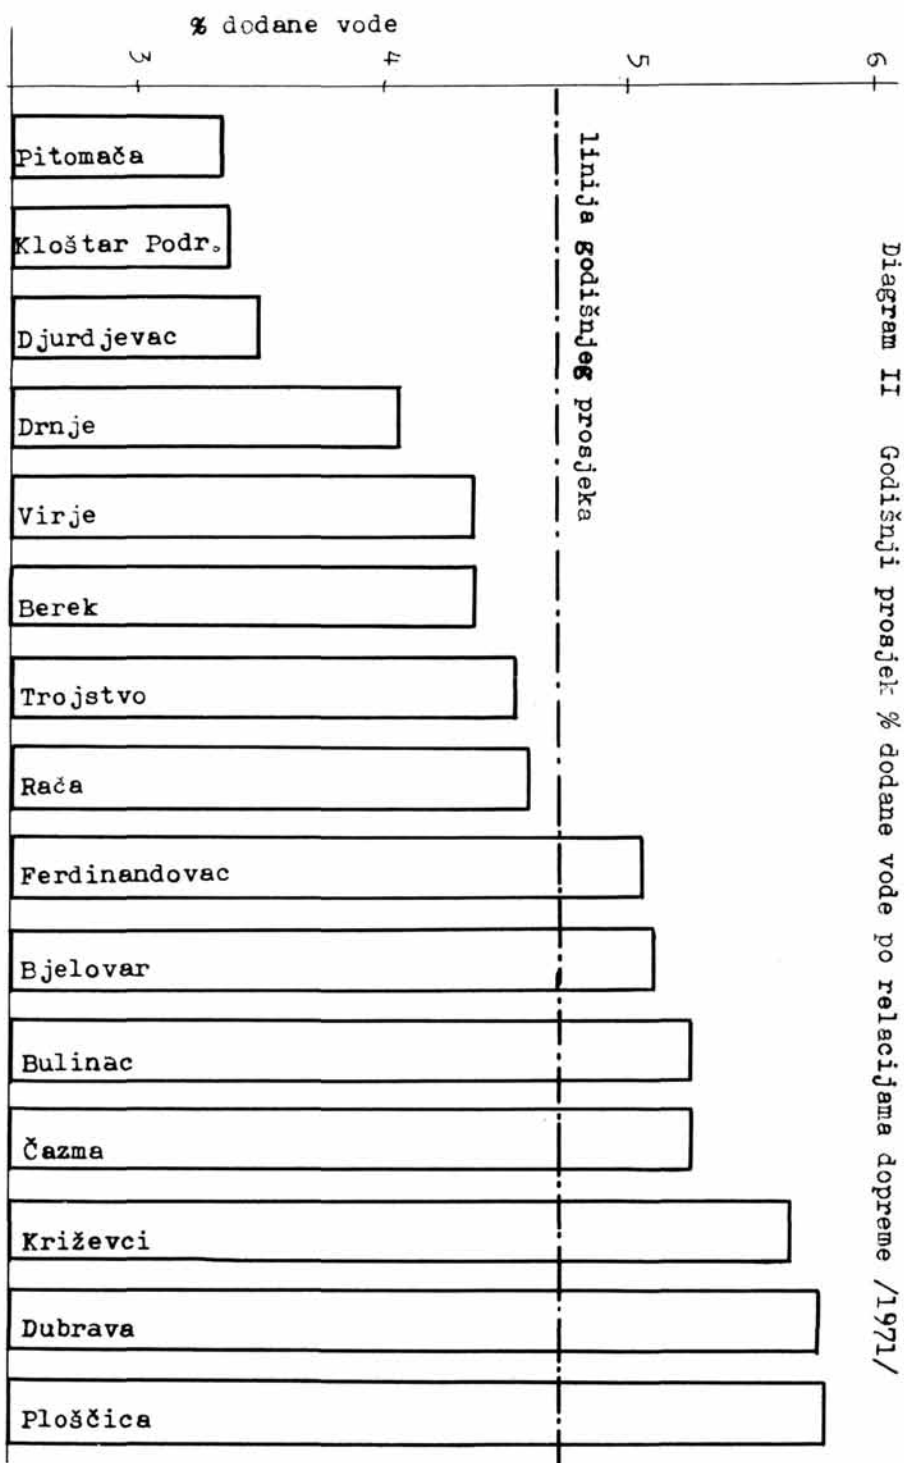 % dodane vode
3 4 5 6
Pitomača
Kloštar Podr.
Djurdjevac
Drnje
Virje
Berek
Trojstvo
Rača
Ferdinandovac
Bjelovar
Bulinac
Čazma
Križevci
Dubrava
Ploščica
linija godišnjeg prosjeka
Diagram II Godišnji prosjek % dodane vode po relacijama dopreme /1971/